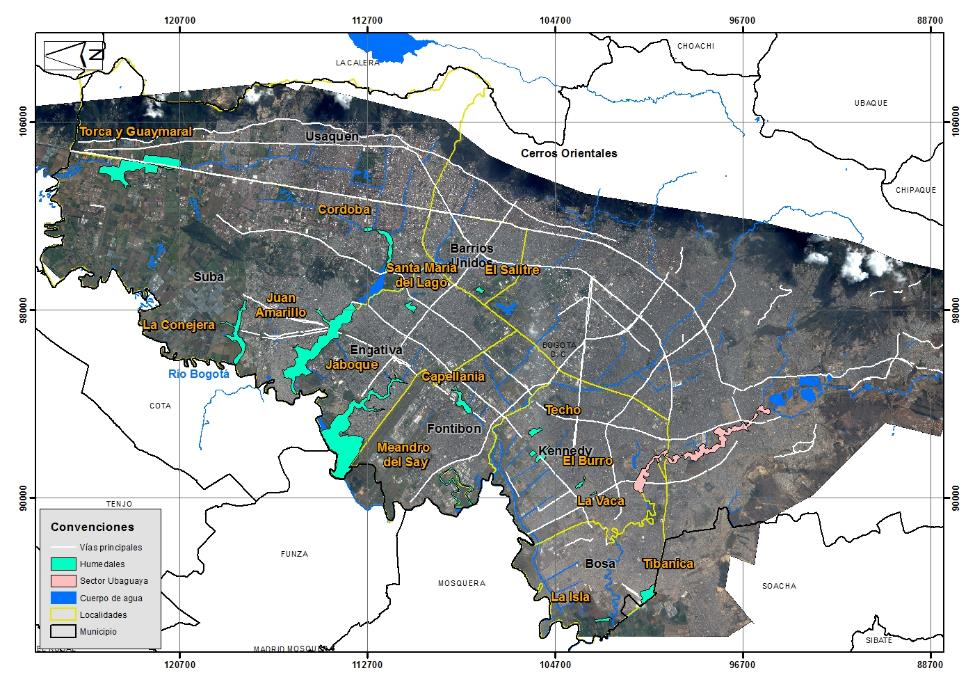 120700
112700
104700
96700
88700
N
LA CALERA
CHOACHI
UBAQUE
106000
106000
Torca y Guaymaral
Usaquen
Cerros Orientales
CHIPAQUE
Cordoba
Barrios
Unidos
Santa Maria
del Lago
El Salitre
Suba
Juan
Amarillo
98000
98000
La Conejera
Engativa
BOGOTA
D.C
Jaboque
Rio Bogotá
Capellania
COTA
Techo
Fontibon
Meandro
del Say
Kennedy
El Burro
90000
90000
La Vaca
TENJO
Convenciones
Vías principales
Humedales
Sector Ubaguaya
Cuerpo de agua
Localidades
Municipio
FUNZA
MOSQUERA
Bosa
Tibanica
SOACHA
La Isla
SIBATE
MADRID
120700
112700
104700
96700
88700